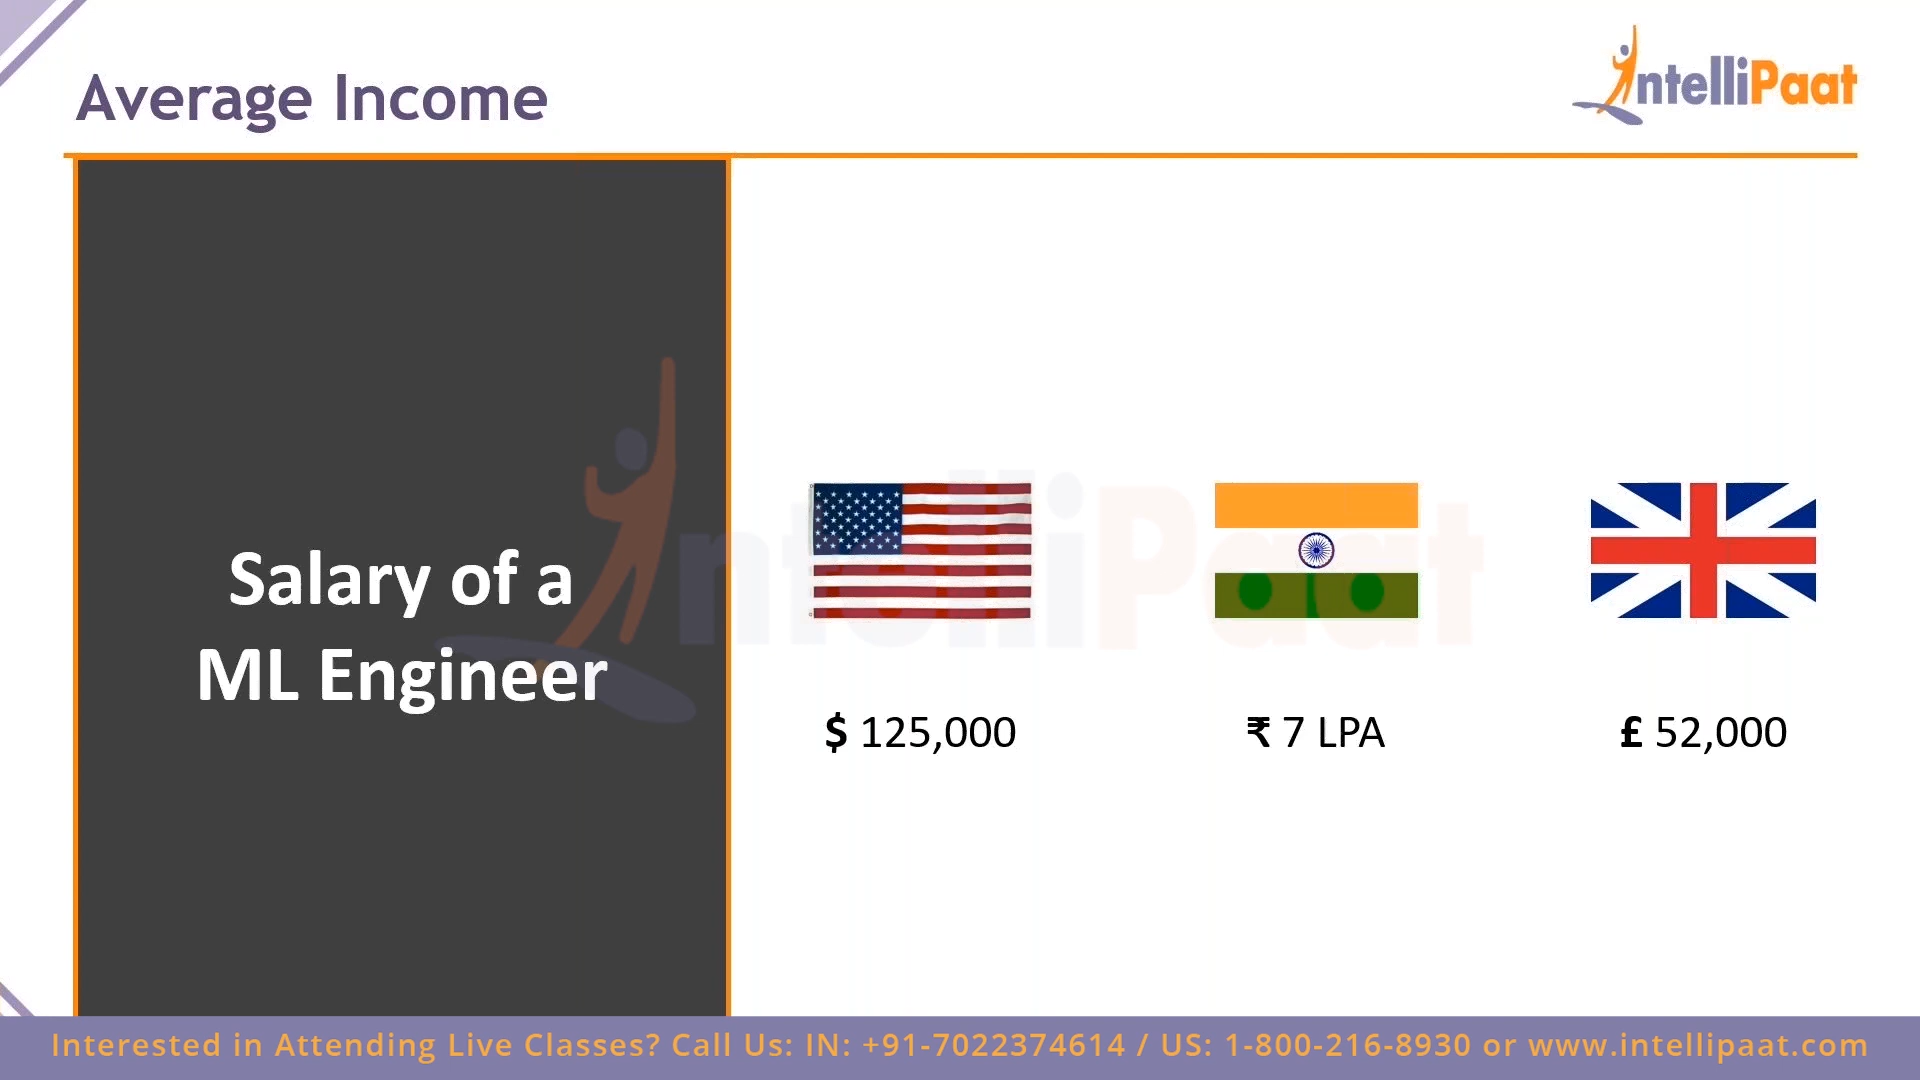 Average Income
IntelliPaat
Salary of a
ML Engineer
IntelliPaat
$ 125,000
₹ 7 LPA
£ 52,000
Interested in Attending Live Classes? Call Us: IN: +91-7022374614 / US: 1-800-216-8930 or www.intellipaat.com